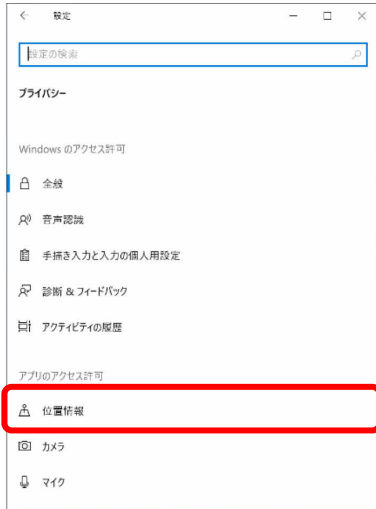 設定
設定の検索
プライバシー
Windows のアクセス許可
全般
音声認識
手描き入力と入力の個人用設定
診断 & フィードバック
アクティビティの履歴
アプリのアクセス許可
位置情報
カメラ
マイク